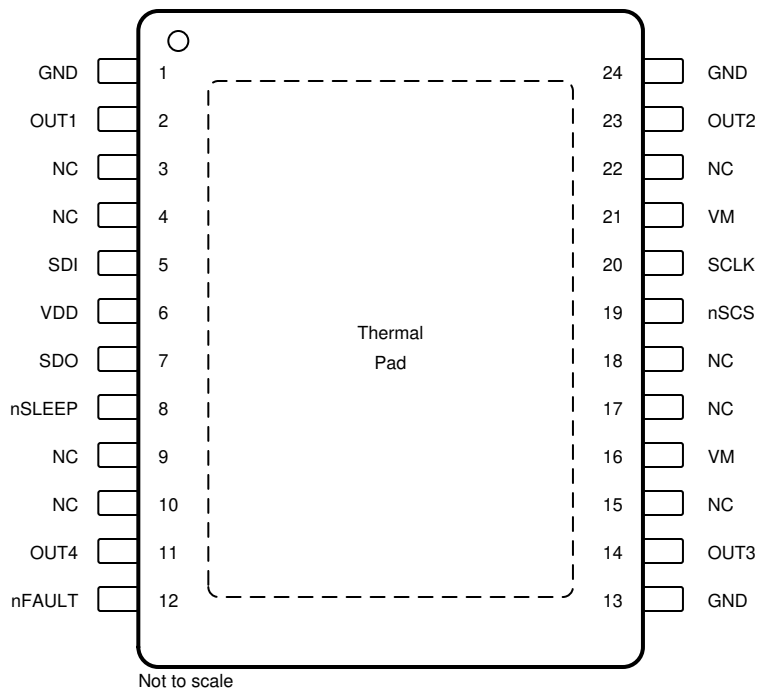 GND 1 24 GND
OUT1 2 23 OUT2
NC 3 22 NC
NC 4 21 VM
SDI 5 20 SCLK
VDD 6 19 nSCS
Thermal
SDO 7 18 NC
Pad
nSLEEP 8 17 NC
NC 9 16 VM
NC 10 15 NC
OUT4 11 14 OUT3
nFAULT 12 13 GND
Not to scale